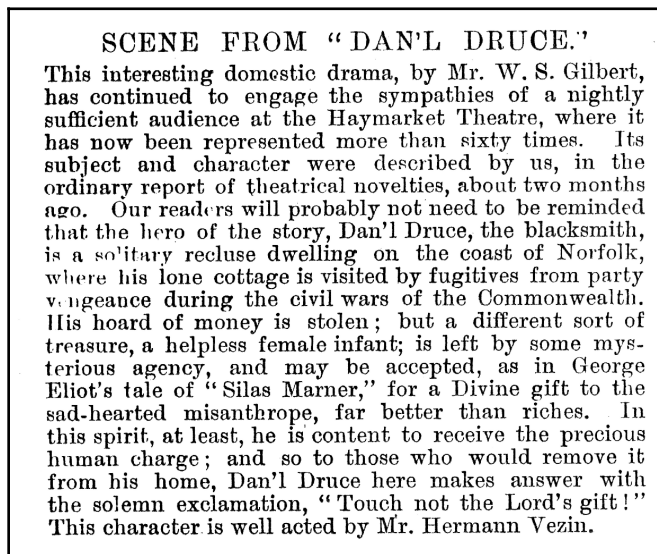 SCENE FROM "DAN'L DRUCE."
This interesting domestic drama, by Mr. W. S. Gilbert,
has continued to engage the sympathies of a nightly
sufficient audience at the Haymarket Theatre, where it
has now been represented more than sixty times. Its
subject and character were described by us, in the
ordinary report of theatrical novelties, about two months
ago. Our readers will probably not need to be reminded
that the hero of the story, Dan'l Druce, the blacksmith,
is a solitary recluse dwelling on the coast of Norfolk,
where his lone cottage is visited by fugitives from party
vengeance during the civil wars of the Commonwealth.
His hoard of money is stolen; but a different sort of
treasure, a helpless female infant; is left by some mys-
terious agency, and may be accepted, as in George
Eliot's tale of "Silas Marner," for a Divine gift to the
sad-hearted misanthrope, far better than riches. In
this spirit, at least, he is content to receive the precious
human charge; and so to those who would remove it
from his home, Dan'l Druce here makes answer with
the solemn exclamation, "Touch not the Lord's gift!"
This character is well acted by Mr. Hermann Vezin.